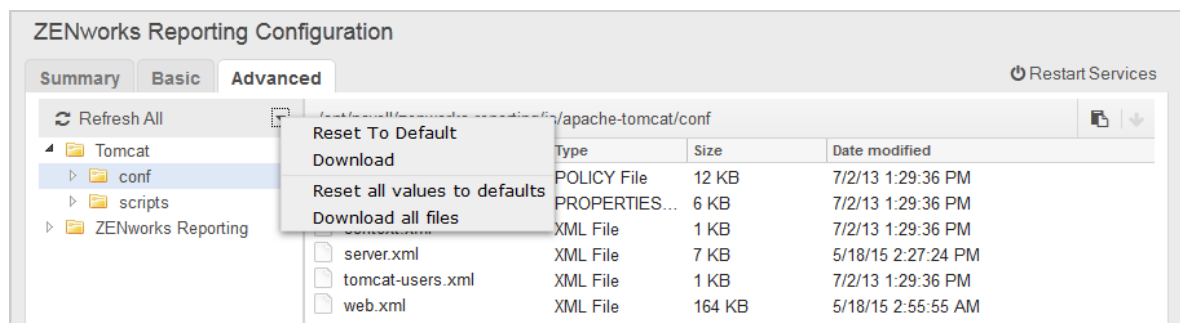 ZENworks Reporting Configuration
Summary Basic Advanced Restart Services
Refresh All /apache-tomcat/conf
Reset To Default
Tomcat Type Size Date modified
Download
conf POLICY File 12 KB 7/2/13 1:29:36 PM
Reset all values to defaults
scripts PROPERTIES... 6 KB 7/2/13 1:29:36 PM
Download all files
ZENworks Reporting XML File 1 KB 7/2/13 1:29:36 PM
server.xml XML File 7 KB 5/18/15 2:27:24 PM
tomcat-users.xml XML File 1 KB 7/2/13 1:29:36 PM
web.xml XML File 164 KB 5/18/15 2:55:55 AM